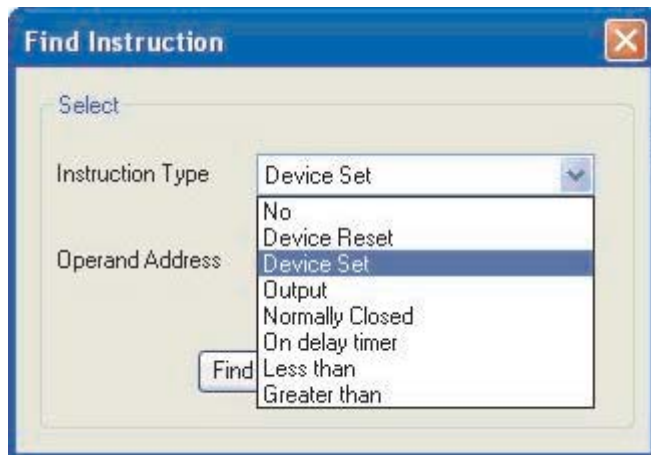 Find Instruction
Select
Instruction Type
Device Set
No
Device Reset
Device Set
Operand Address
Output
Normally Closed
On delay timer
Less than
Greater than
Find